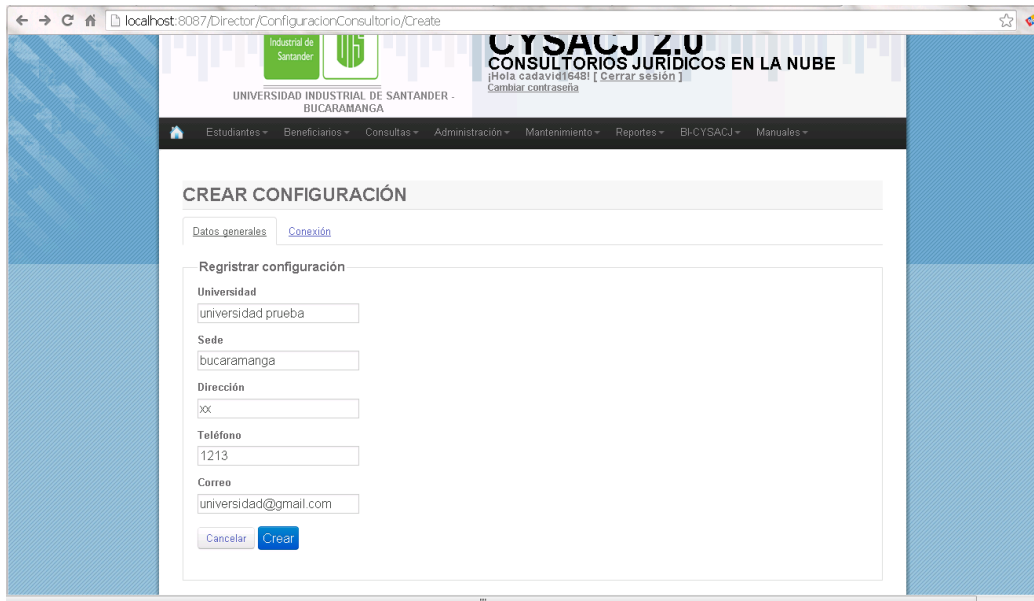 localhost:8087/Director/ConfiguracionConsultorio/Create
Industrial de
Santander
UIS
UNIVERSIDAD INDUSTRIAL DE SANTANDER -
BUCARAMANGA
CYSACJ 2.0
CONSULTORIOS JURÍDICOS EN LA NUBE
¡Hola cadavid1648! [ Cerrar sesión ]
Cambiar contraseña
Estudiantes Beneficiarios Consultas Administración Mantenimiento Reportes BI-CYSACJ Manuales
CREAR CONFIGURACIÓN
Datos generales Conexión
Regristrar configuración
Universidad
universidad prueba
Sede
bucaramanga
Dirección
xx
Teléfono
1213
Correo
universidad@gmail.com
Cancelar Crear